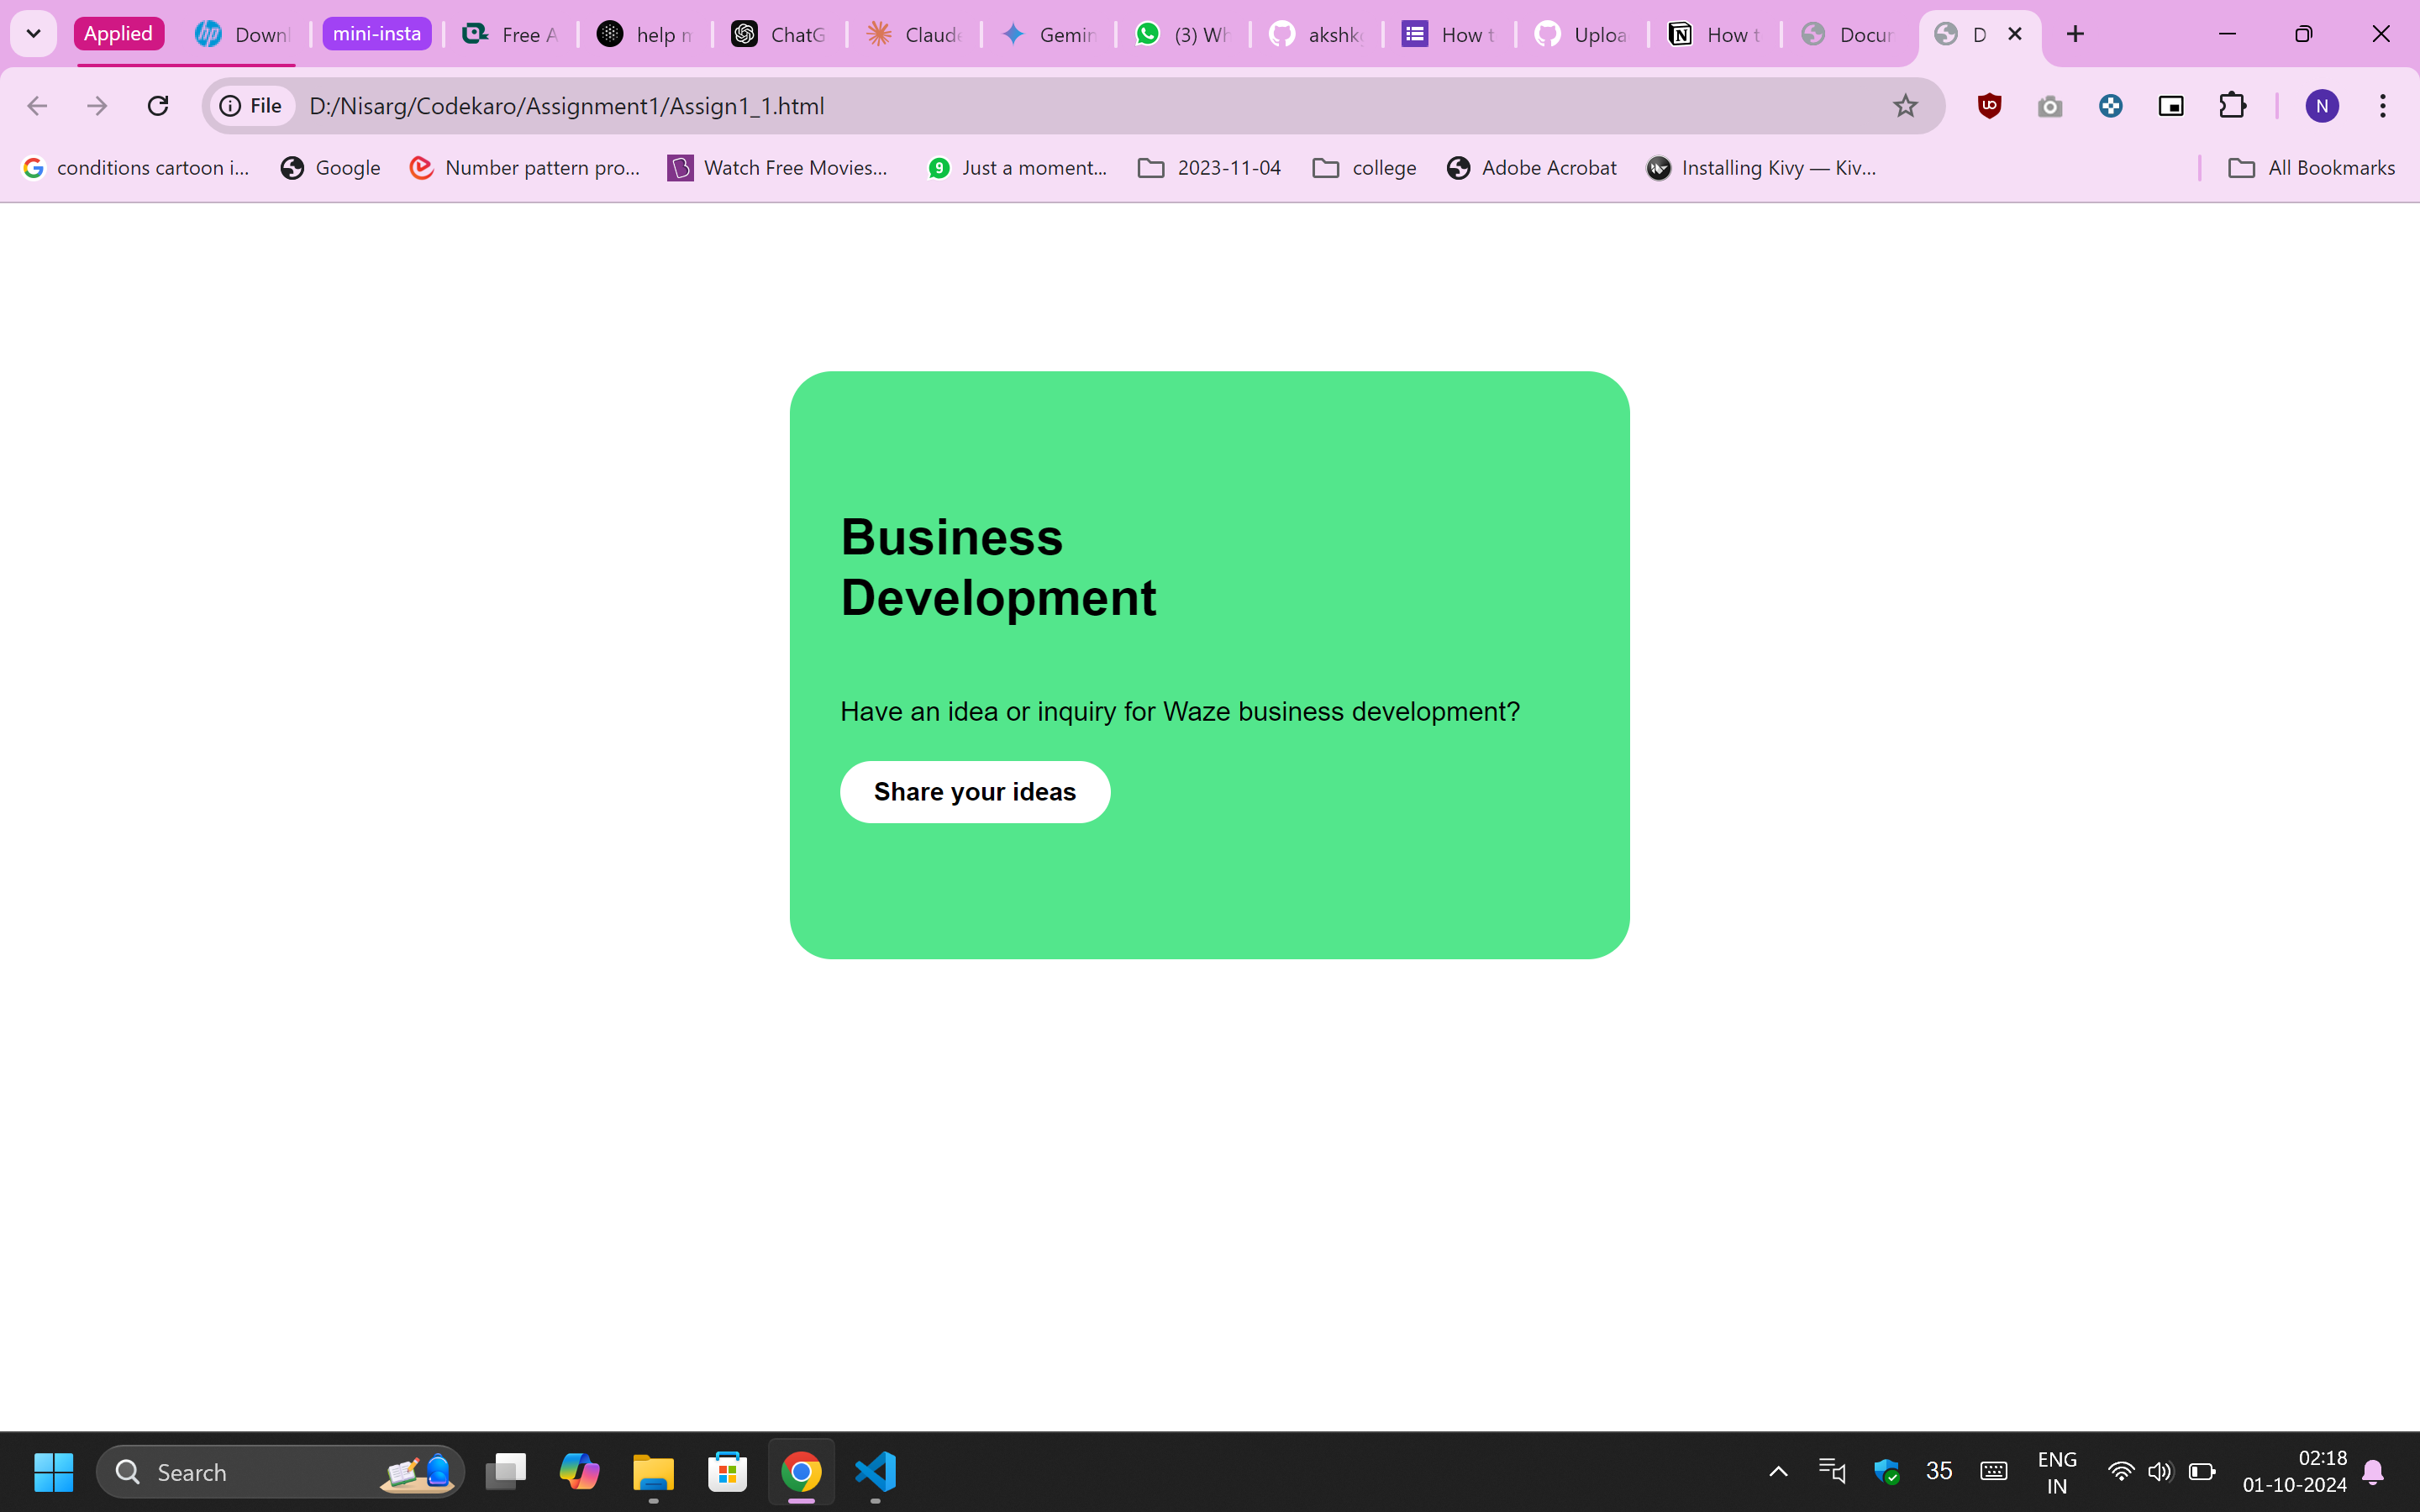 Applied
Downl
mini-insta
Free A
help m
ChatG
Claude
Gemin
(3) Wh
akshkg
How t
Uploa
How t
Docum
D
File
D:/Nisarg/Codekaro/Assignment1/Assign1_1.html
N
conditions cartoon i...
Google
Number pattern pro...
Watch Free Movies...
Just a moment...
2023-11-04
college
Adobe Acrobat
Installing Kivy — Kiv...
All Bookmarks
Business
Development
Have an idea or inquiry for Waze business development?
Share your ideas
Search
35
ENG
IN
02:18
01-10-2024